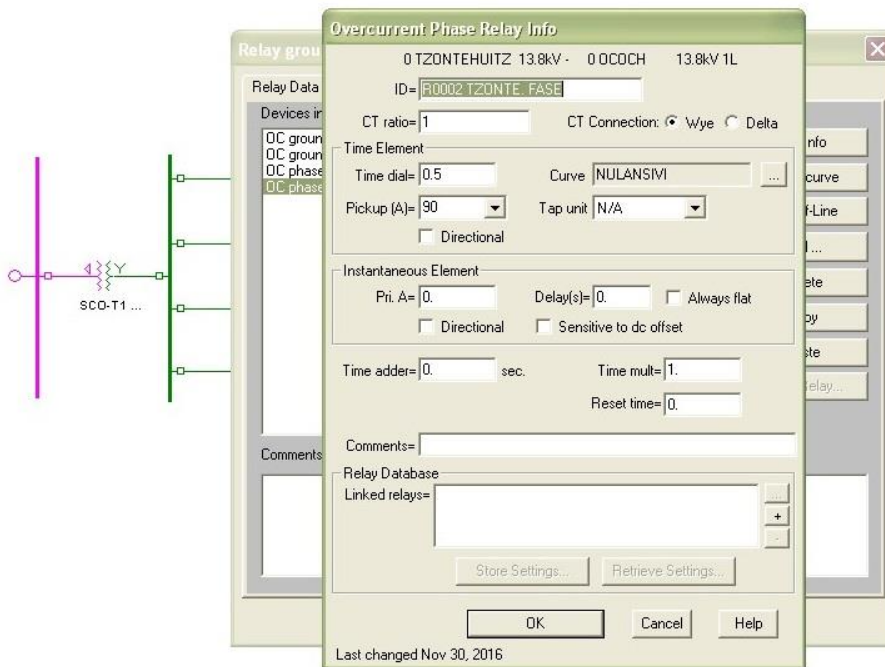 Overcurrent Phase Relay Info
0 TZONTEHUITZ 13.8kV - 0 OCOCH 13.8kV 1L
ID= R0002 TZONTE. FASE
CT ratio= 1 CT Connection: Wye Delta
Time Element
Time dial= 0.5 Curve NULANSIVI ...
Pickup (A)= 90 Tap unit N/A
Directional
Instantaneous Element
Pri. A= 0. Delay(s)= 0. Always flat
Directional Sensitive to dc offset
Time adder= 0. sec. Time mult= 1.
Reset time= 0.
Comments=
Relay Database
Linked relays= ...
+
-
Store Settings... Retrieve Settings...
OK Cancel Help
Last changed Nov 30, 2016
Relay grou
Relay Data
Devices in
OC groun
OC groun
OC phase
OC phase
Comments
nfo
curve
f-Line
...
ete
py
ste
Relay...
SCO-T1 ...